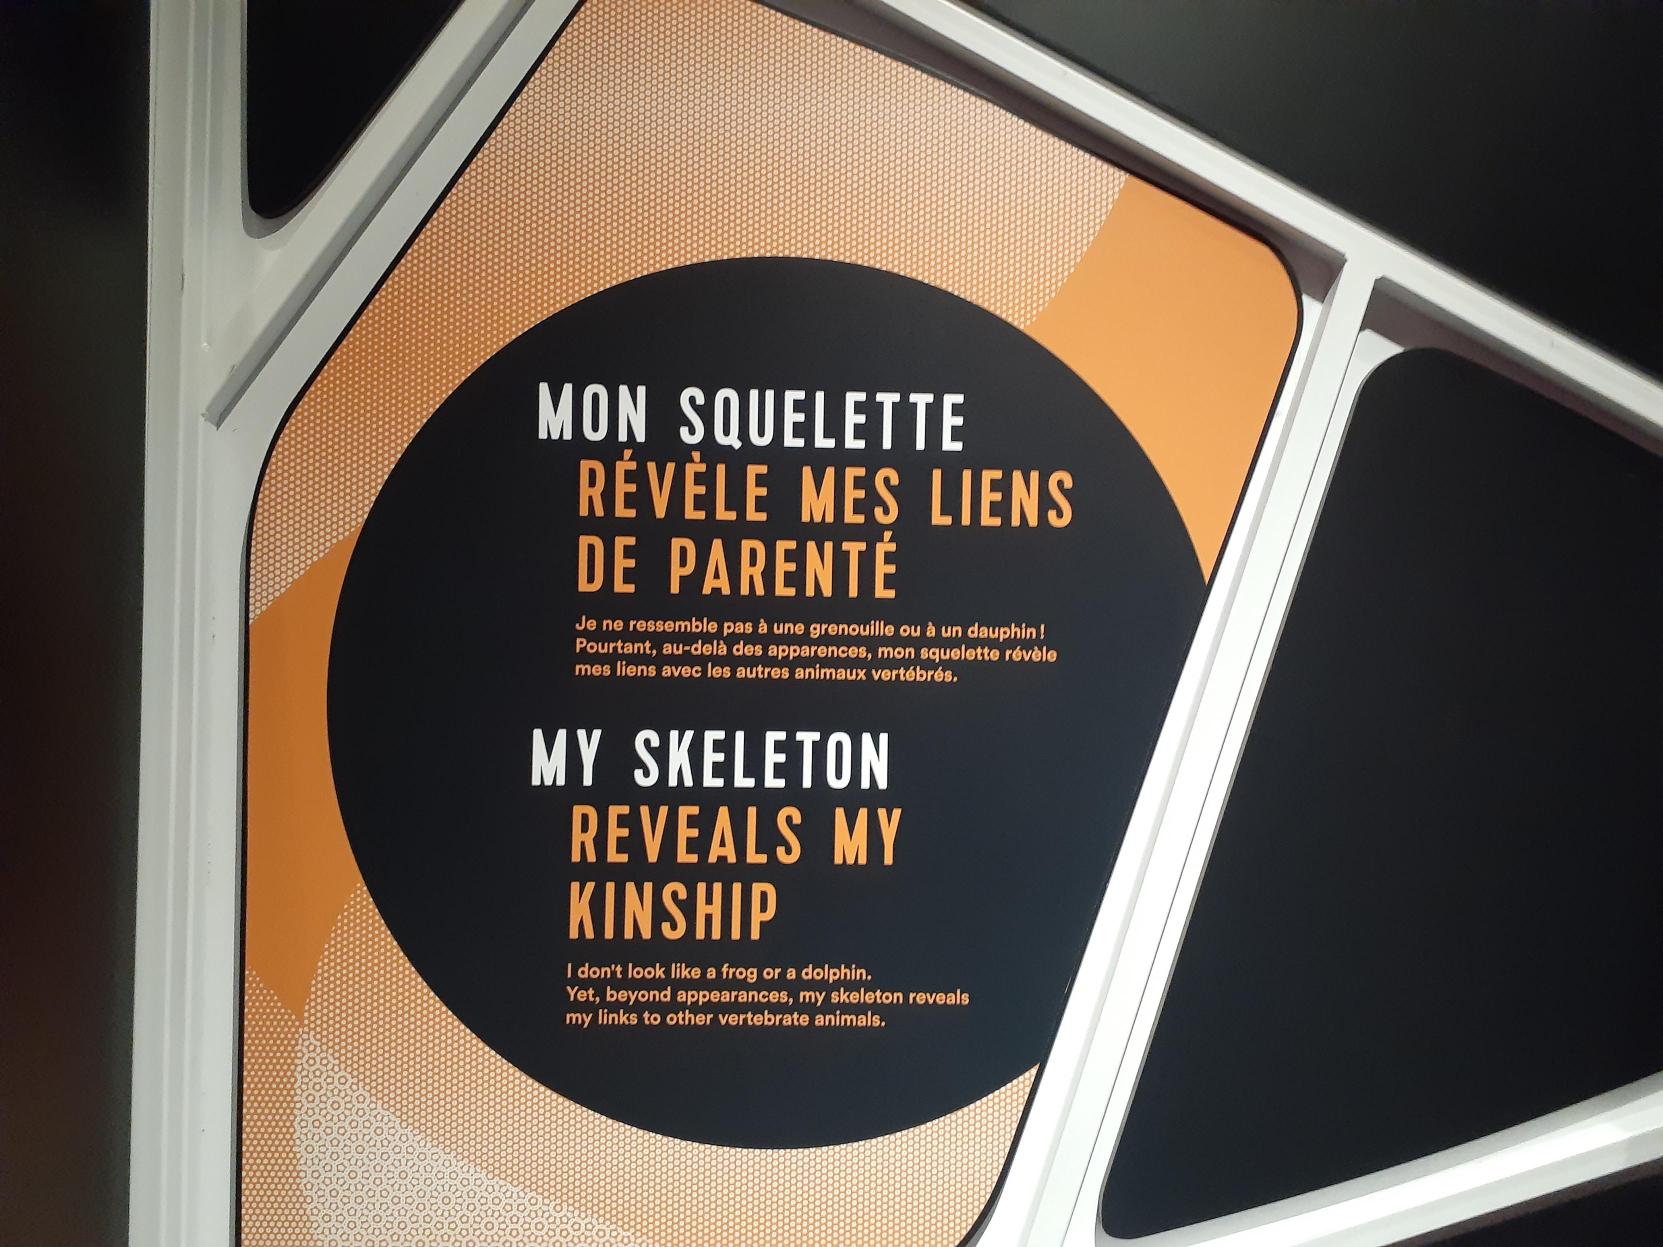 MON SQUELETTE
RÉVÈLE MES LIENS
DE PARENTÉ
Je ne ressemble pas à une grenouille ou à un dauphin !
Pourtant, au-delà des apparences, mon squelette révèle
mes liens avec les autres animaux vertébrés.
MY SKELETON
REVEALS MY
KINSHIP
I don't look like a frog or a dolphin.
Yet, beyond appearances, my skeleton reveals
my links to other vertebrate animals.